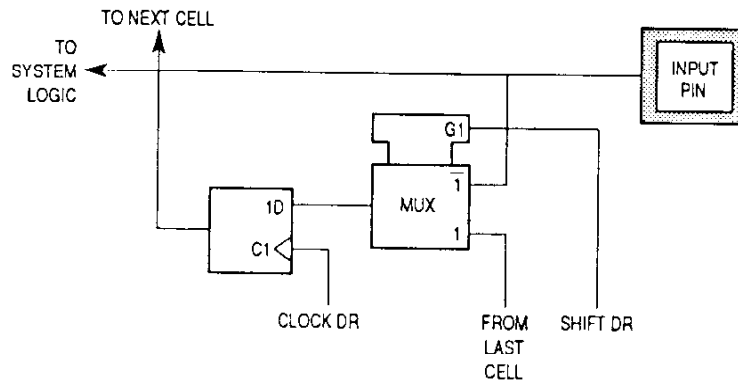 TO NEXT CELL
TO
SYSTEM
LOGIC
INPUT
PIN
G1
1D
MUX
1̅
1
C1
CLOCK DR
FROM
LAST
CELL
SHIFT DR